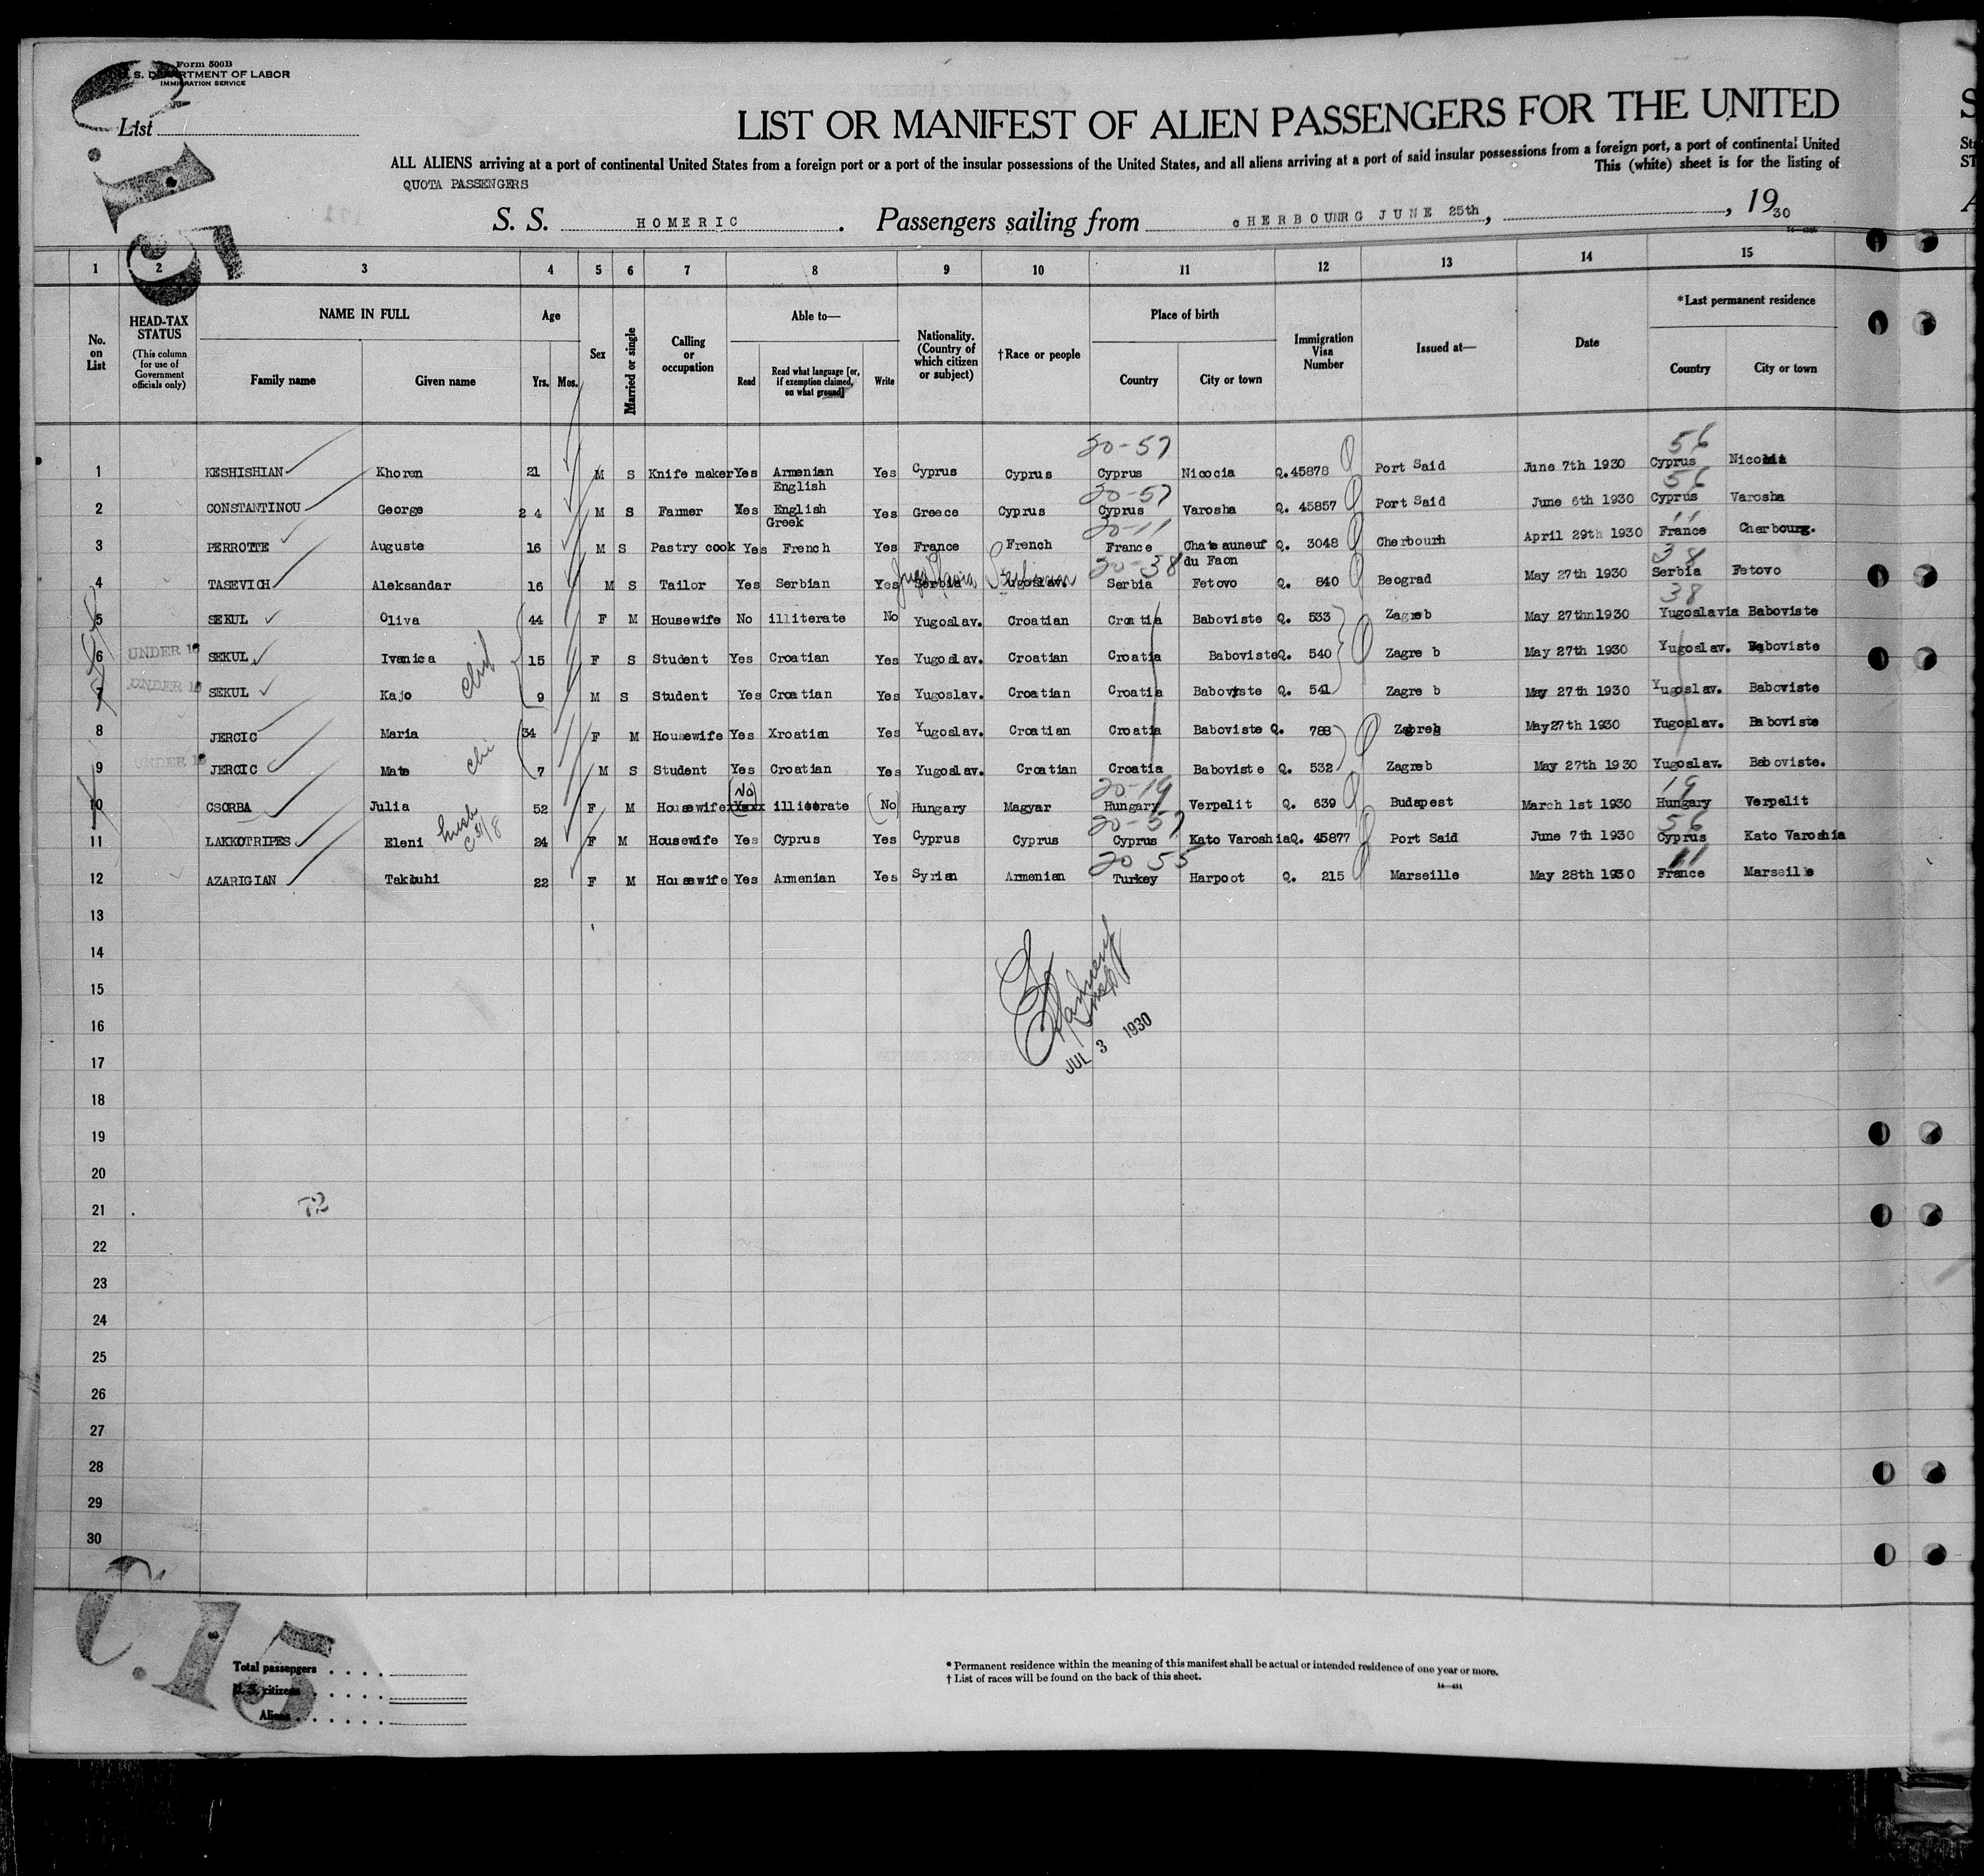 Form 500B
S. DEPARTMENT OF LABOR
IMMIGRATION SERVICE
List
LIST OR MANIFEST OF ALIEN PASSENGERS FOR THE UNITED
ALL ALIENS arriving at a port of continental United States from a foreign port or a port of the insular possessions of the United States, and all aliens arriving at a port of said insular possessions from a foreign port, a port of continental United
This (white) sheet is for the listing of
QUOTA PASSENGERS
S. S. HOMERIC . Passengers sailing from cHERBOUNRG JUNE 25th, , 1930
1 2 3 4 5 6 7 8 9 10 11 12 13 14 15
No. on List
HEAD-TAX STATUS
(This column for use of Government officials only)
NAME IN FULL
Family name Given name
Age
Yrs. Mos.
Sex
Married or single
Calling or occupation
Able to—
Read Read what language [or, if exemption claimed, on what ground] Write
Nationality. (Country of which citizen or subject)
†Race or people
Place of birth
Country City or town
Immigration Visa Number
Issued at—
Date
*Last permanent residence
Country City or town
20-57 56
1 KESHISHIAN Khoren 21 M S Knife maker Yes Armenian Yes Cyprus Cyprus Cyprus Nicocia Q.45878 Port Said June 7th 1930 Cyprus
English 20-57 56
2 CONSTANTINOU George 2 4 M S Farmer Yes English Yes Greece Cyprus Cyprus Varosha Q. 45857 Port Said June 6th 1930 Cyprus Varosha
Greek 20-11 11
3 PERROTTE Auguste 16 M S Pastry cook Yes French Yes France French France Chateauneuf Q. 3048 Cherbourh April 29th 1930 France Cherbourg.
du Faon
Jugoslavia Serbian 20-38 38
4 TASEVICH Aleksandar 16 M S Tailor Yes Serbian Yes Serbia Yugoslav. Serbia Fetovo Q. 840 Beograd May 27th 1930 Serbia Fetovo
38
5 SEKUL Oliva 44 F M Housewife No illiterate No Yugoslav. Croatian Croatia Baboviste Q. 533 Zagreb May 27thn1930 Yugoslavia Baboviste
6 UNDER 16 SEKUL Ivanica 15 F S Student Yes Croatian Yes Yugoslav. Croatian Croatia Baboviste Q. 540 Zagreb May 27th 1930 Yugoslav. Baboviste
7 UNDER 16 SEKUL Kajo 9 M S Student Yes Croatian Yes Yugoslav. Croatian Croatia Baboviste Q. 541 Zagreb May 27th 1930 Yugoslav. Baboviste
8 JERCIC Maria 34 F M Housewife Yes Xroatian Yes Yugoslav. Croatian Croatia Baboviste Q. 788 Zagreb May27th 1930 Yugoslav. Baboviste
9 UNDER 16 JERCIC Mate 7 M S Student Yes Croatian Yes Yugoslav. Croatian Croatia Baboviste Q. 532 Zagreb May 27th 1930 Yugoslav. Baboviste.
(No) 20-19 19
10 CSORBA Julia 52 F M Housewife illiterate (No) Hungary Magyar Hungary Verpelit Q. 639 Budapest March 1st 1930 Hungary Verpelit
20-57 56
11 LAKKOTRIPES Eleni 24 F M Housewife Yes Cyprus Yes Cyprus Cyprus Cyprus Kato Varoshia Q. 45877 Port Said June 7th 1930 Cyprus Kato Varoshia
20 55 11
12 AZARIGIAN Takouhi 22 F M Housewife Yes Armenian Yes Syrian Armenian Turkey Harpoot Q. 215 Marseille May 28th 1930 France Marseille
13
14
15
16
JUL 3 1930
17
18
19
20
21
72
22
23
24
25
26
27
28
29
30
C.15
Total passengers
U. S. citizens
Aliens
* Permanent residence within the meaning of this manifest shall be actual or intended residence of one year or more.
† List of races will be found on the back of this sheet.